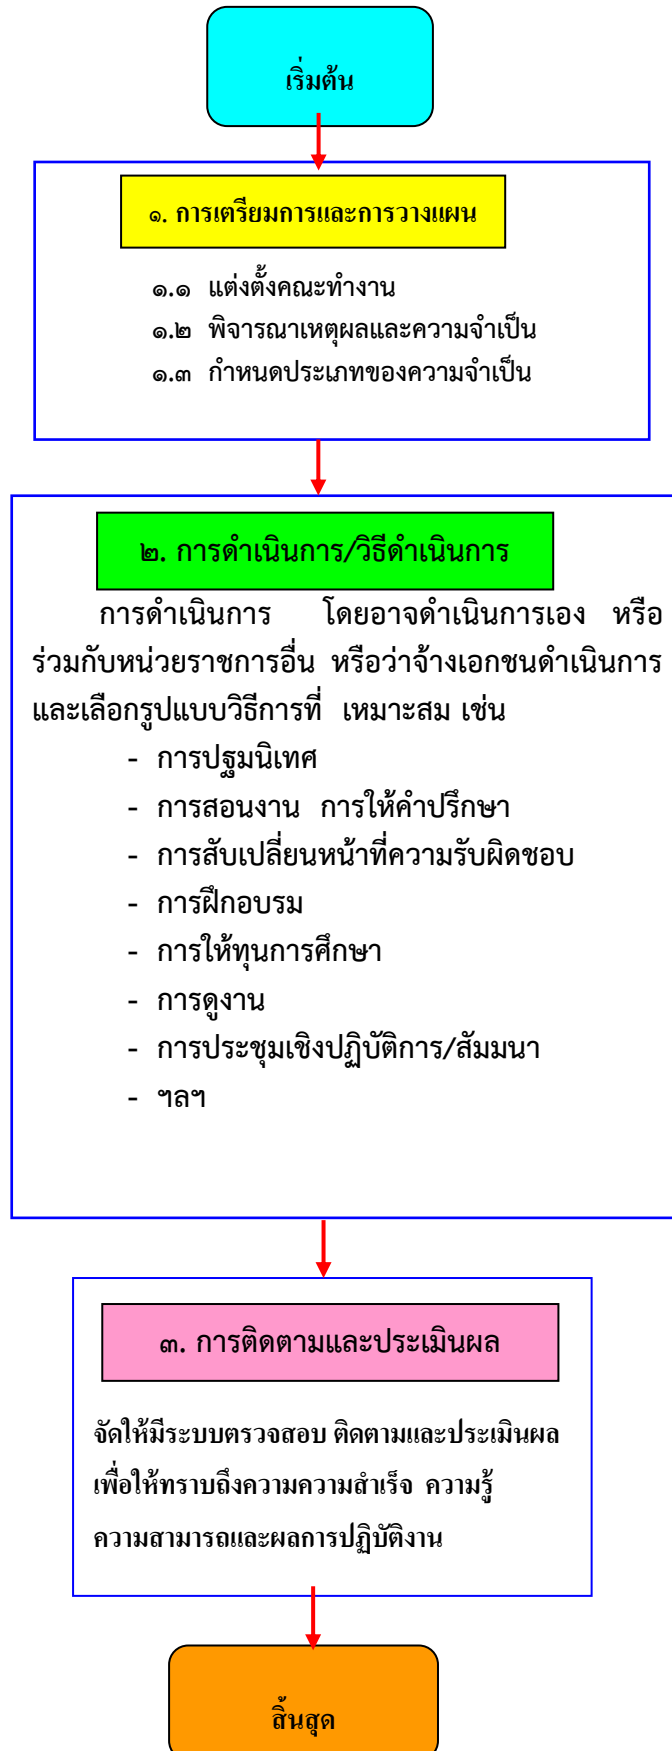 เริ่มต้น
๑. การเตรียมการและการวางแผน
๑.๑ แต่งตั้งคณะทำงาน
๑.๒ พิจารณาเหตุผลและความจำเป็น
๑.๓ กำหนดประเภทของความจำเป็น
๒. การดำเนินการ/วิธีดำเนินการ
การดำเนินการ โดยอาจดำเนินการเอง หรือ
ร่วมกับหน่วยราชการอื่น หรือว่าจ้างเอกชนดำเนินการ
และเลือกรูปแบบวิธีการที่ เหมาะสม เช่น
- การปฐมนิเทศ
- การสอนงาน การให้คำปรึกษา
- การสับเปลี่ยนหน้าที่ความรับผิดชอบ
- การฝึกอบรม
- การให้ทุนการศึกษา
- การดูงาน
- การประชุมเชิงปฏิบัติการ/สัมมนา
- ฯลฯ
๓. การติดตามและประเมินผล
จัดให้มีระบบตรวจสอบ ติดตามและประเมินผล
เพื่อให้ทราบถึงความความสำเร็จ ความรู้
ความสามารถและผลการปฏิบัติงาน
สิ้นสุด